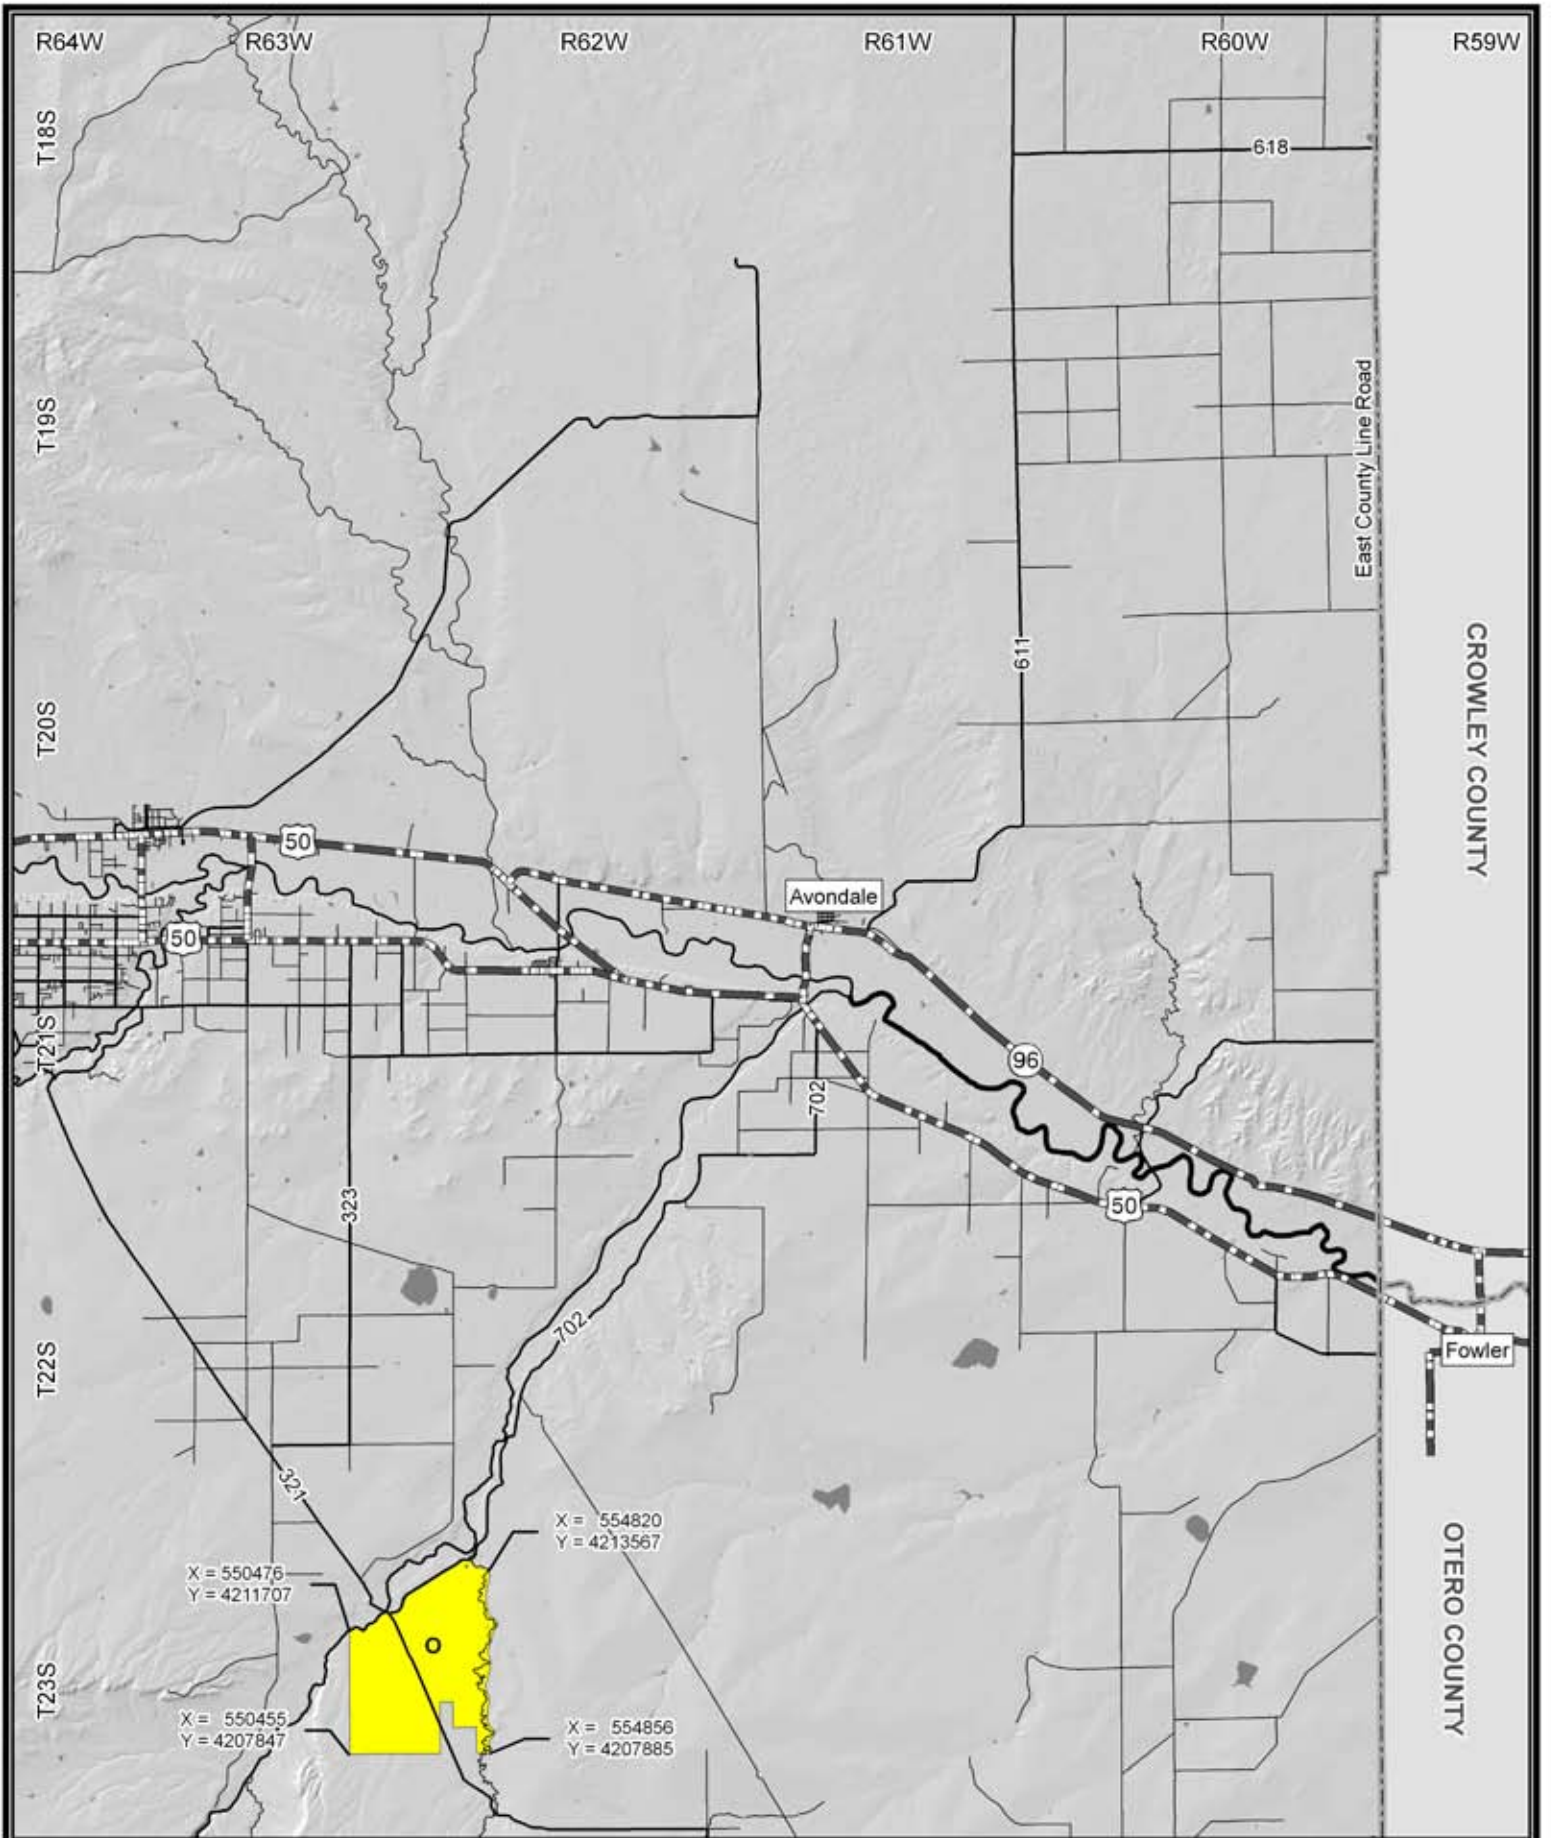 R64W R63W R62W R61W R60W R59W
T18S
618
T19S
East County Line Road
611
CROWLEY COUNTY
T20S
50
Avondale
50
T21S
96
702
323
50
702
T22S
Fowler
321
X = 554820
Y = 4213567
X = 550476
Y = 4211707
OTERO COUNTY
O
T23S
X = 550455
Y = 4207847
X = 554856
Y = 4207885